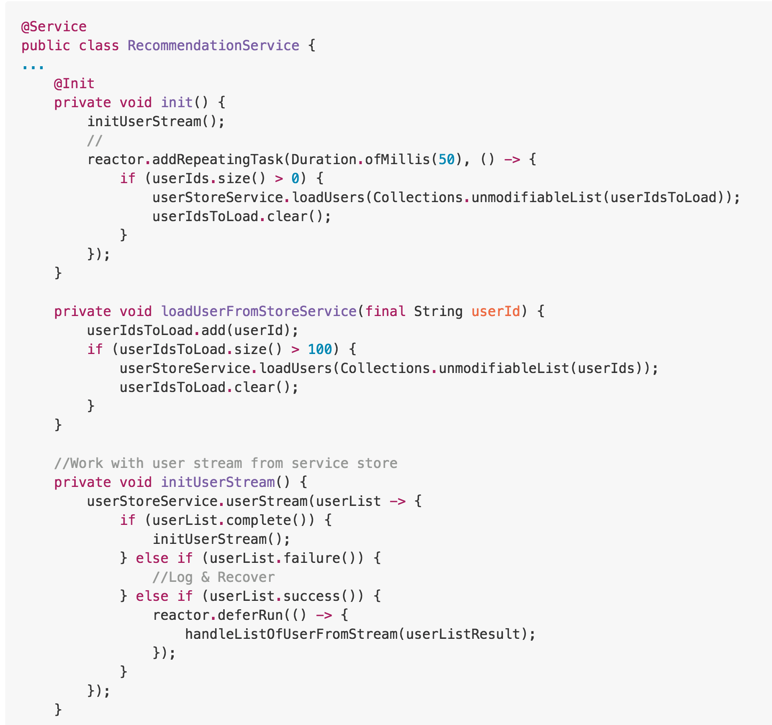 @Service
public class RecommendationService {
...
    @Init
    private void init() {
        initUserStream();
        //
        reactor.addRepeatingTask(Duration.ofMillis(50), () -> {
            if (userIds.size() > 0) {
                userStoreService.loadUsers(Collections.unmodifiableList(userIdsToLoad));
                userIdsToLoad.clear();
            }
        });
    }

    private void loadUserFromStoreService(final String userId) {
        userIdsToLoad.add(userId);
        if (userIdsToLoad.size() > 100) {
            userStoreService.loadUsers(Collections.unmodifiableList(userIds));
            userIdsToLoad.clear();
        }
    }

    //Work with user stream from service store
    private void initUserStream() {
        userStoreService.userStream(userList -> {
            if (userList.complete()) {
                initUserStream();
            } else if (userList.failure()) {
                //Log & Recover
            } else if (userList.success()) {
                reactor.deferRun(() -> {
                    handleListOfUserFromStream(userListResult);
                });
            }
        });
    }